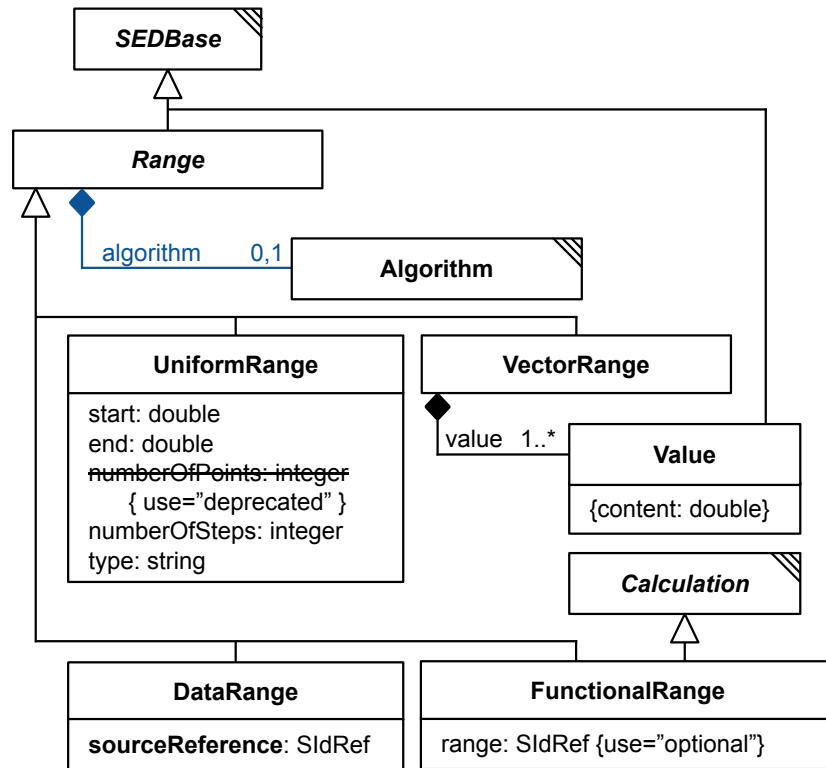 SEDBase
Range
algorithm 0,1
Algorithm
UniformRange
start: double
end: double
numberOfPoints: integer
{ use=”deprecated” }
numberOfSteps: integer
type: string
VectorRange
value 1..*
Value
{content: double}
Calculation
DataRange
sourceReference: SIdRef
FunctionalRange
range: SIdRef {use=”optional”}